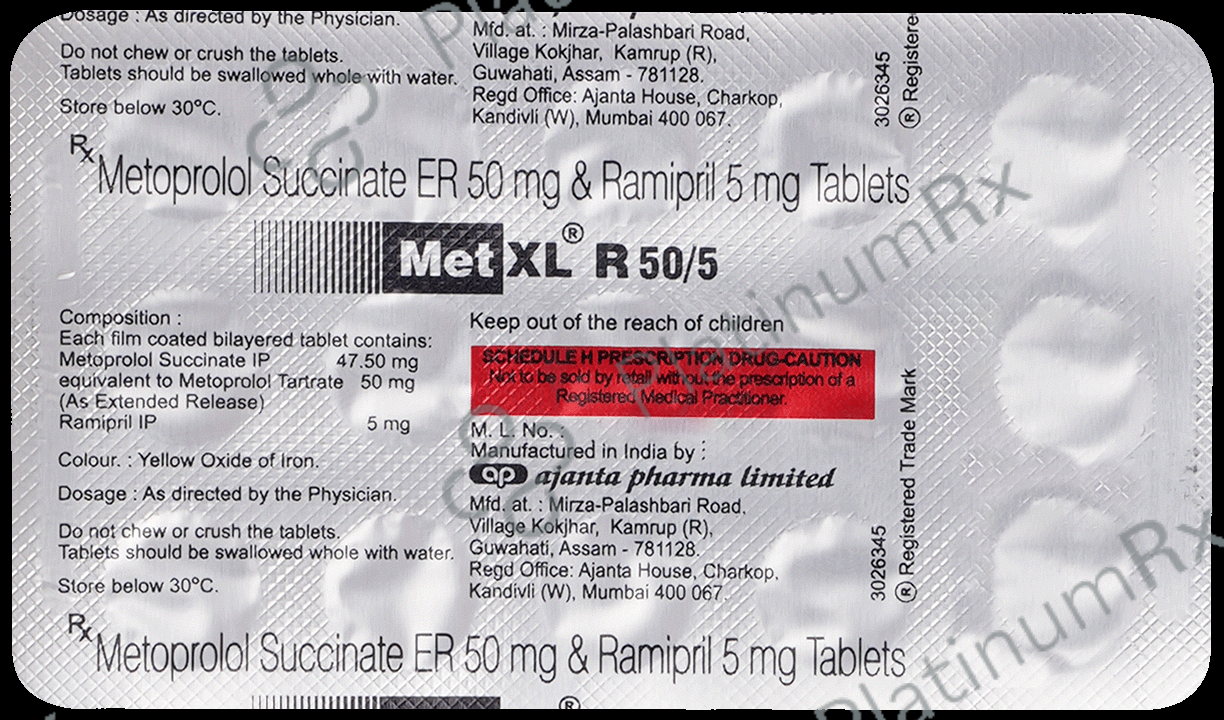 Dosage : As directed by the Physician.
Do not chew or crush the tablets.
Tablets should be swallowed whole with water.
Store below 30°C.
Mfd. at. : Mirza-Palashbari Road,
Village Kokjhar, Kamrup (R),
Guwahati, Assam - 781128.
Regd Office: Ajanta House, Charkop,
Kandivli (W), Mumbai 400 067.
3026345
® Registere
Rx Metoprolol Succinate ER 50 mg & Ramipril 5 mg Tablets
MetXL® R 50/5
Composition :
Each film coated bilayered tablet contains:
Metoprolol Succinate IP 47.50 mg
equivalent to Metoprolol Tartrate 50 mg
(As Extended Release)
Ramipril IP 5 mg
Colour. : Yellow Oxide of Iron.
Dosage : As directed by the Physician.
Do not chew or crush the tablets.
Tablets should be swallowed whole with water.
Store below 30°C.
Keep out of the reach of children
SCHEDULE H PRESCRIPTION DRUG-CAUTION
Not to be sold by retail without the prescription of a
Registered Medical Practitioner.
M. L. No. :
Manufactured in India by :
ap ajanta pharma limited
Mfd. at. : Mirza-Palashbari Road,
Village Kokjhar, Kamrup (R),
Guwahati, Assam - 781128.
Regd Office: Ajanta House, Charkop,
Kandivli (W), Mumbai 400 067.
3026345
® Registered Trade Mark
Rx Metoprolol Succinate ER 50 mg & Ramipril 5 mg Tablets
®
PlatinumRx
PlatinumRx
PlatinumRx